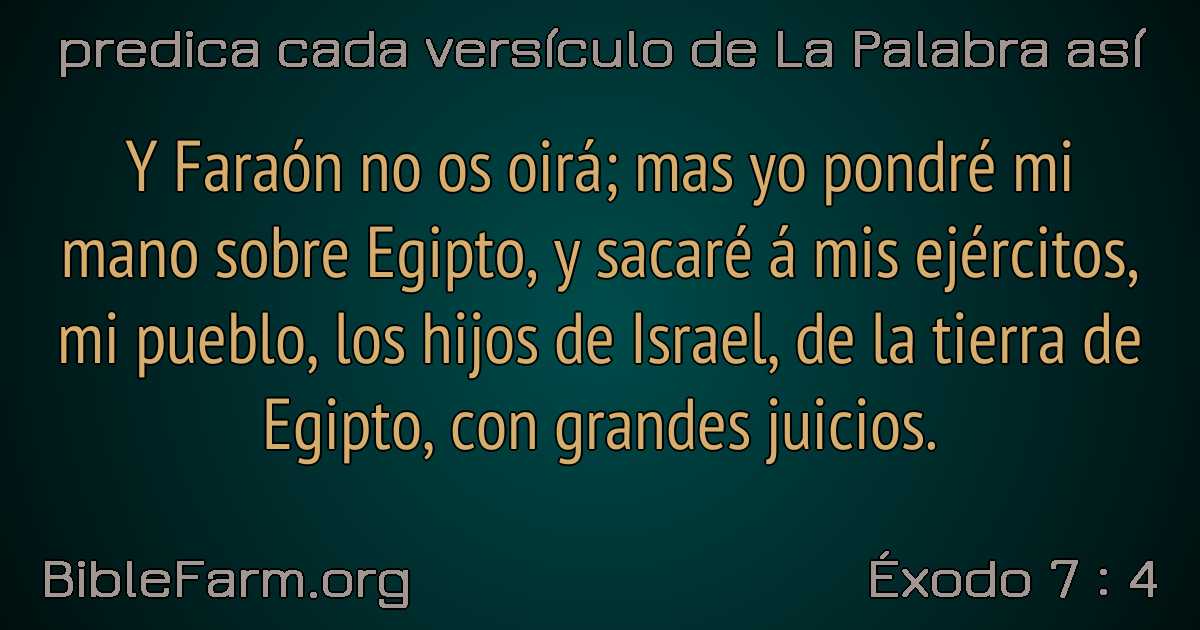 predica cada versículo de La Palabra así
Y Faraón no os oirá; mas yo pondré mi
mano sobre Egipto, y sacaré á mis ejércitos,
mi pueblo, los hijos de Israel, de la tierra de
Egipto, con grandes juicios.
BibleFarm.org
Éxodo 7 : 4